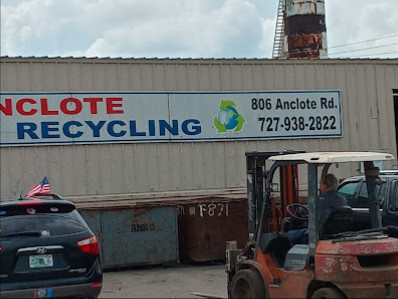 NCLOTE
RECYCLING
806 Anclote Rd.
727-938-2822
F871